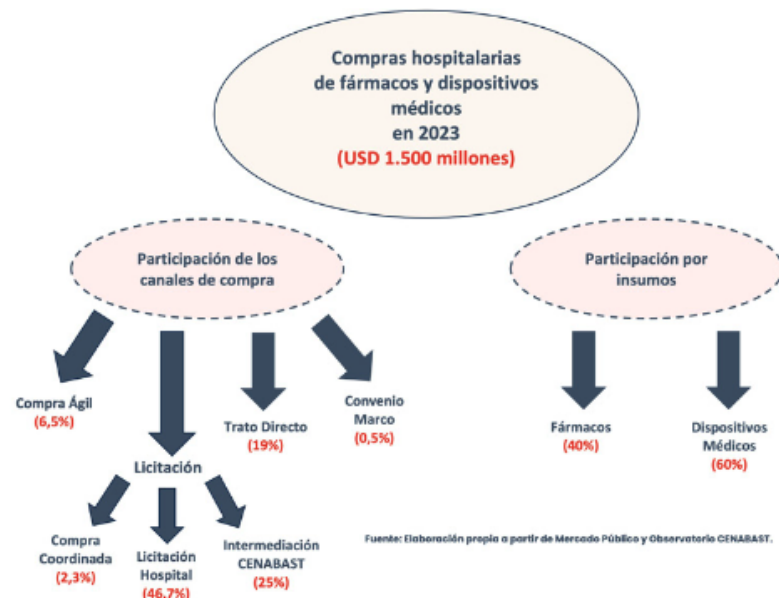 Compras hospitalarias
de fármacos y dispositivos
médicos
en 2023
(USD 1.500 millones)
Participación de los
canales de compra
Participación por
insumos
Compra Ágil
(6,5%)
Trato Directo
(19%)
Convenio
Marco
(0,5%)
Fármacos
(40%)
Dispositivos
Médicos
(60%)
Licitación
Compra
Coordinada
(2,3%)
Licitación
Hospital
(46,7%)
Intermediación
CENABAST
(25%)
Fuente: Elaboración propia a partir de Mercado Público y Observatorio CENABAST.